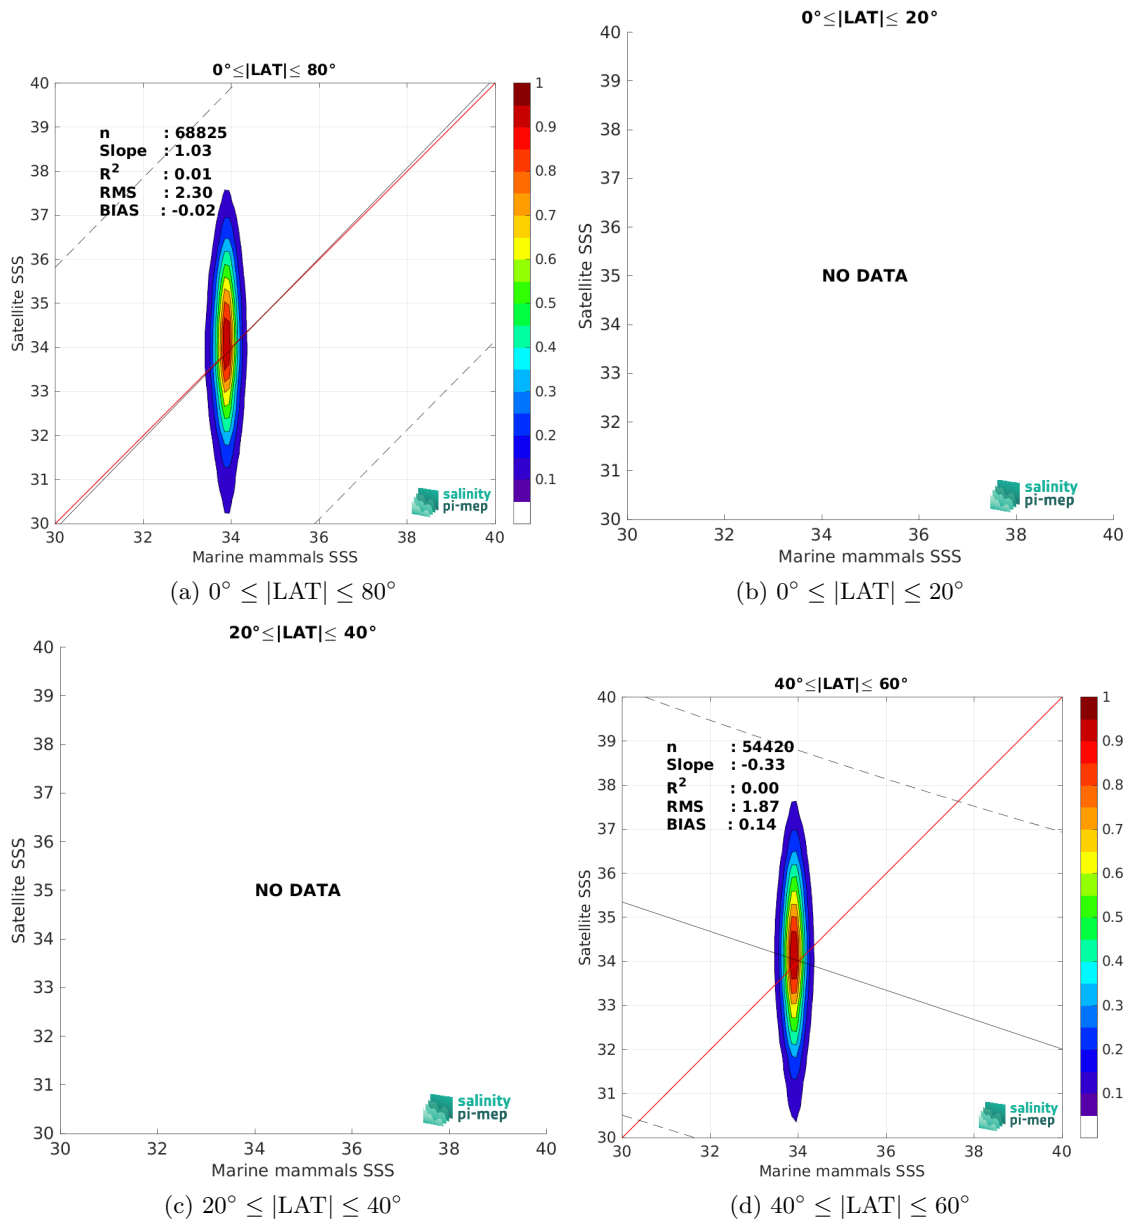 0°≤|LAT|≤ 80°
40
39
38
37
36
35
34
33
32
31
30
30
32
34
36
38
40
Satellite SSS
Marine mammals SSS
n : 68825
Slope : 1.03
R² : 0.01
RMS : 2.30
BIAS : -0.02
1
0.9
0.8
0.7
0.6
0.5
0.4
0.3
0.2
0.1
salinity
pi-mep
(a) 0° ≤ |LAT| ≤ 80°
0°≤|LAT|≤ 20°
40
39
38
37
36
35
34
33
32
31
30
30
32
34
36
38
40
Satellite SSS
Marine mammals SSS
NO DATA
salinity
pi-mep
(b) 0° ≤ |LAT| ≤ 20°
20°≤|LAT|≤ 40°
40
39
38
37
36
35
34
33
32
31
30
30
32
34
36
38
40
Satellite SSS
Marine mammals SSS
NO DATA
salinity
pi-mep
(c) 20° ≤ |LAT| ≤ 40°
40°≤|LAT|≤ 60°
40
39
38
37
36
35
34
33
32
31
30
30
32
34
36
38
40
Satellite SSS
Marine mammals SSS
n : 54420
Slope : -0.33
R² : 0.00
RMS : 1.87
BIAS : 0.14
1
0.9
0.8
0.7
0.6
0.5
0.4
0.3
0.2
0.1
salinity
pi-mep
(d) 40° ≤ |LAT| ≤ 60°